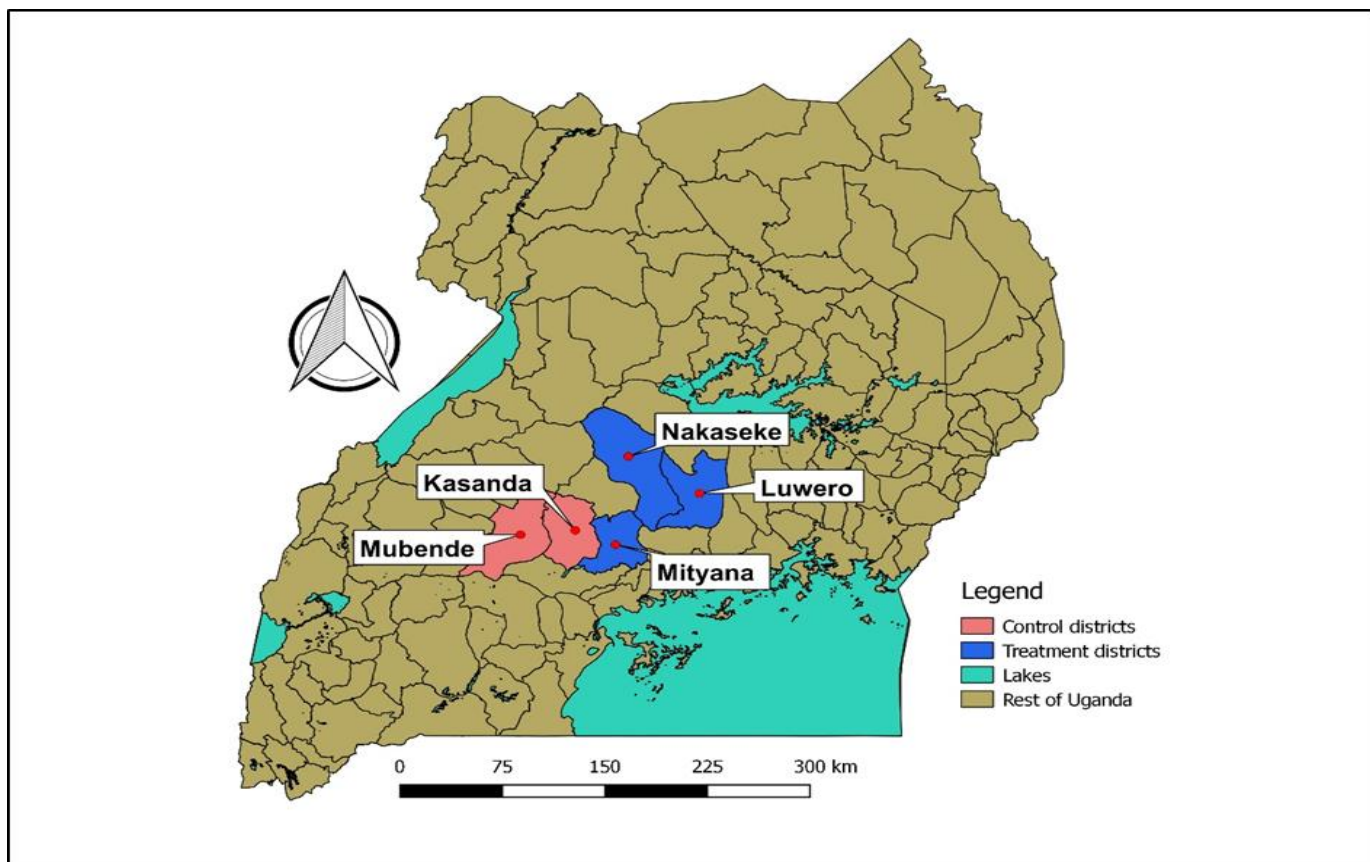 Nakaseke
Kasanda
Luwero
Mubende
Mityana
Legend
Control districts
Treatment districts
Lakes
Rest of Uganda
0 75 150 225 300 km